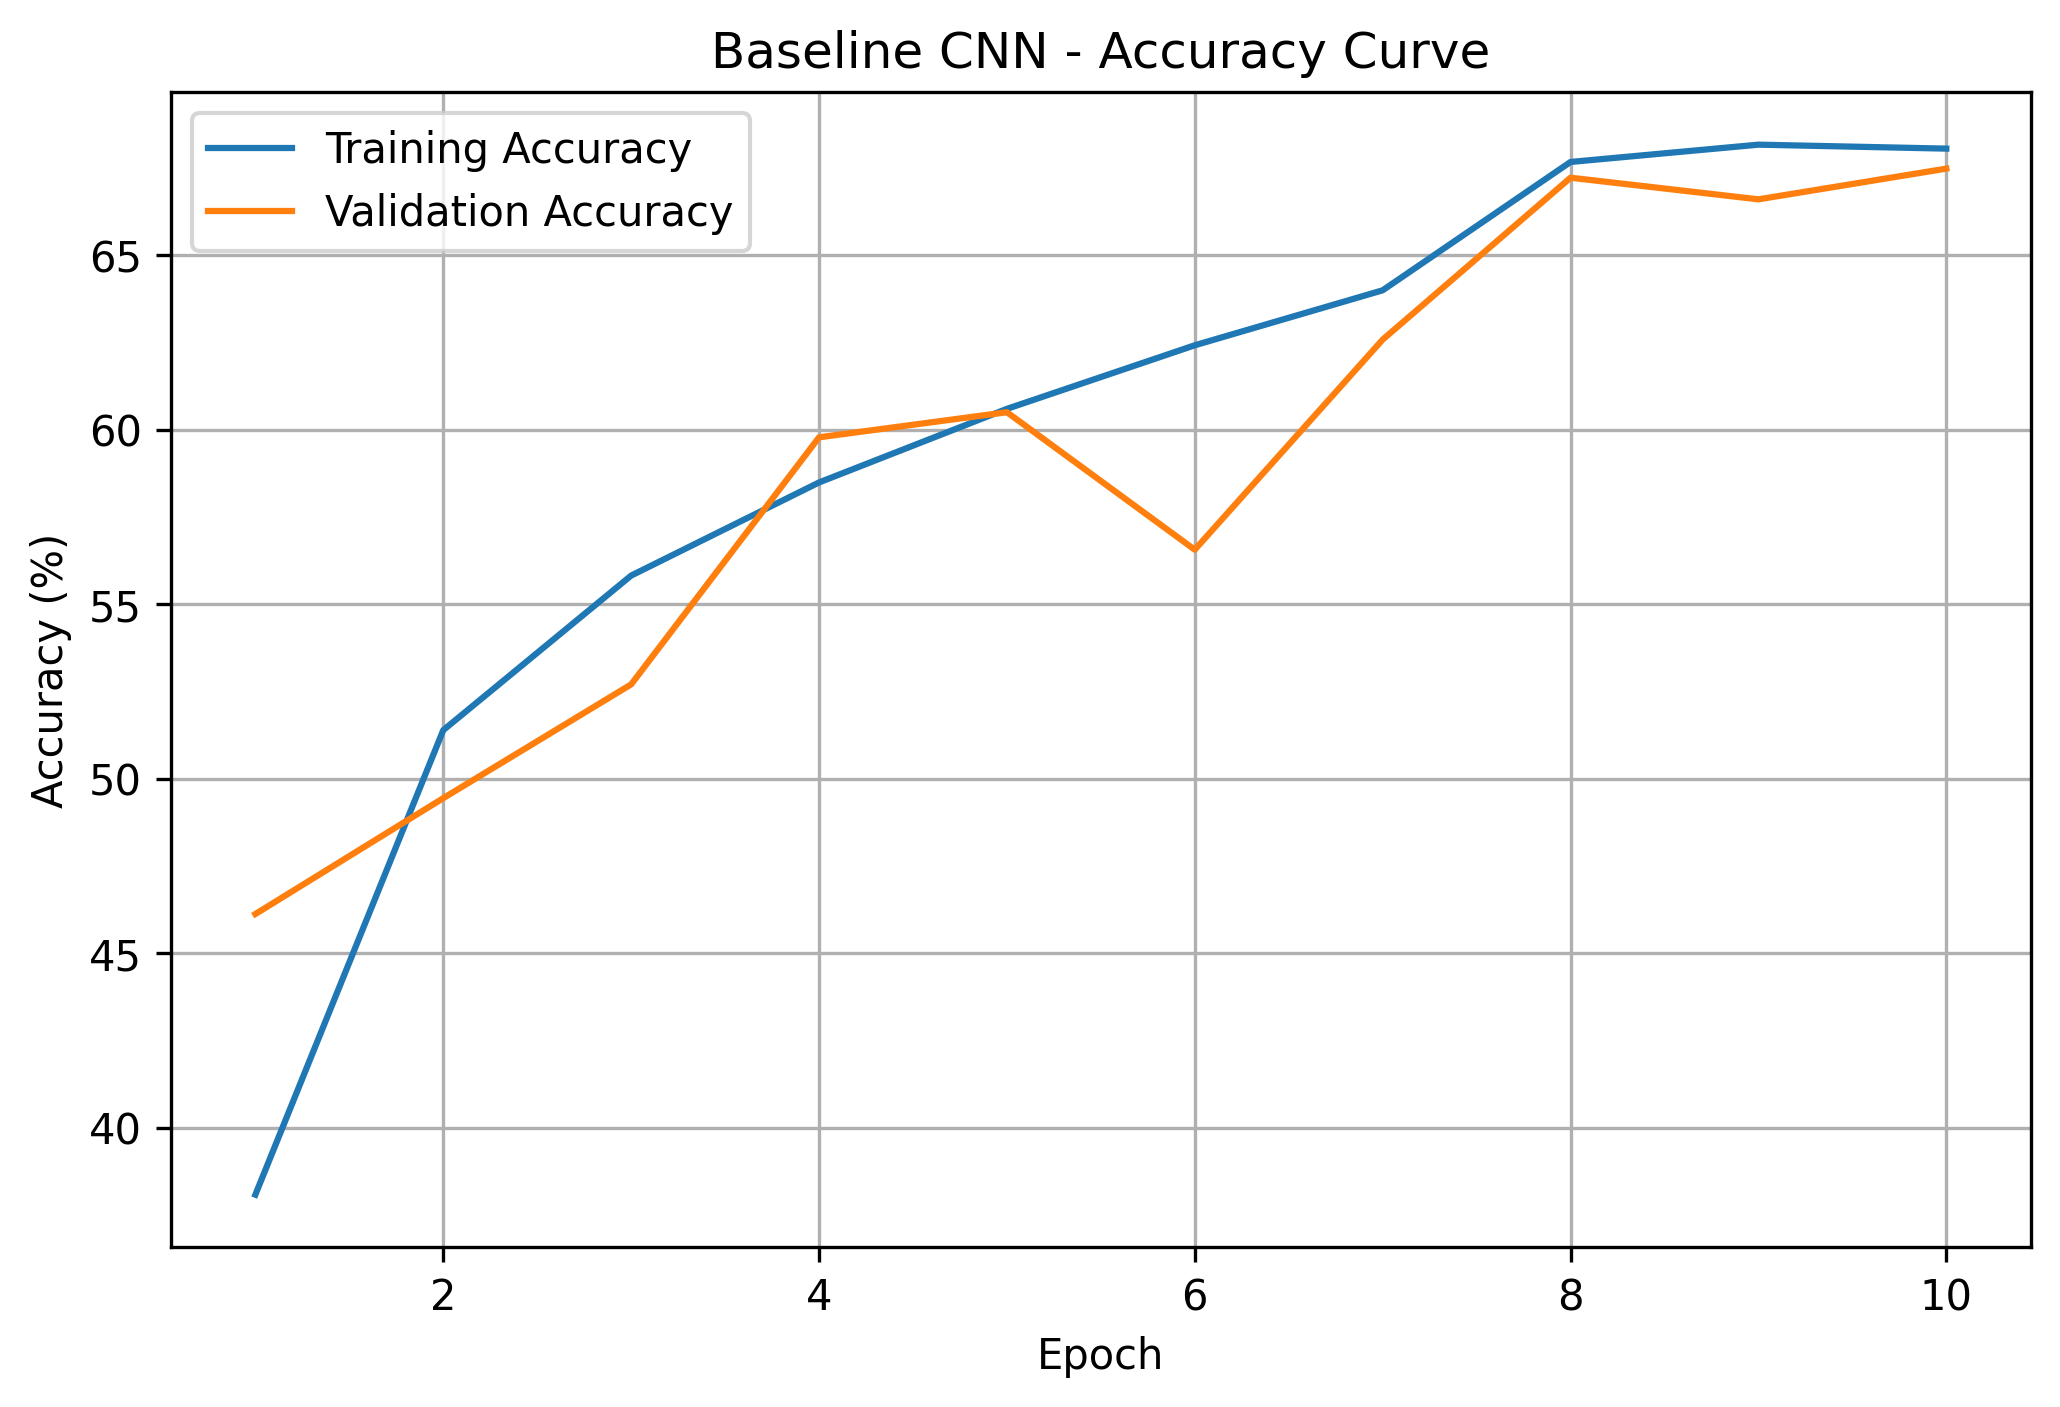 Baseline CNN - Accuracy Curve
Training Accuracy
Validation Accuracy
65
60
55
50
45
40
Accuracy (%)
2 4 6 8 10
Epoch